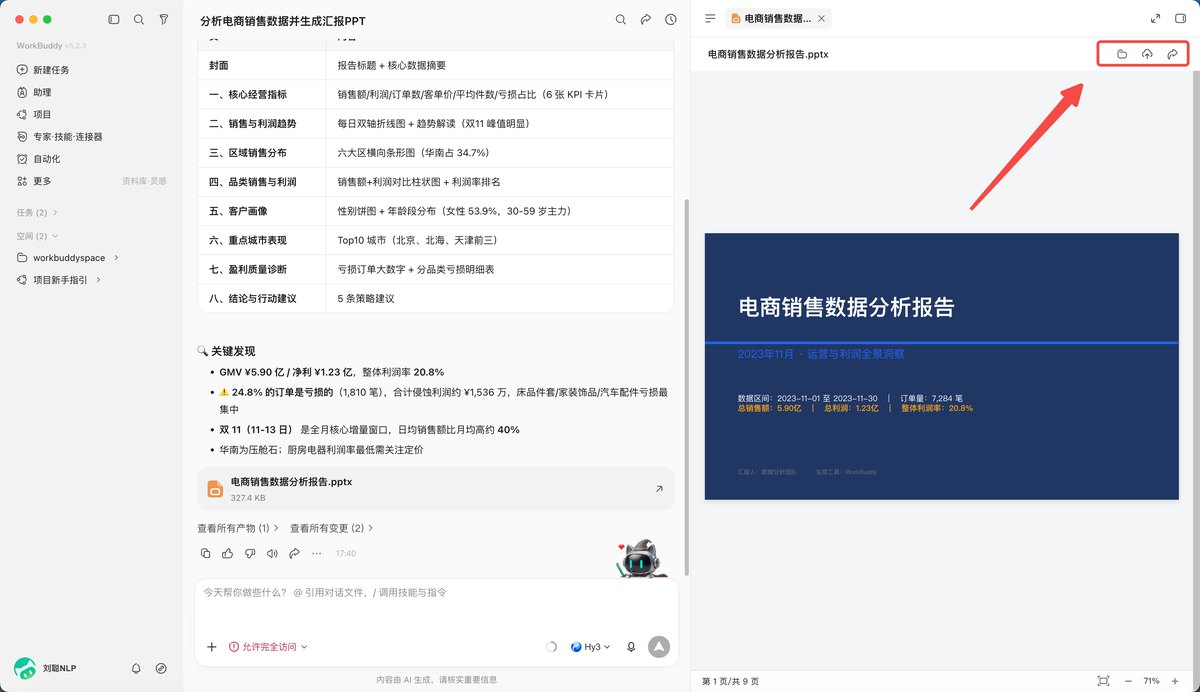 WorkBuddy v5.2.3
新建任务
助理
项目
专家·技能·连接器
自动化
更多 资料库·灵感
任务 (2)
空间 (2)
workbuddyspace
项目新手指引
刘聪NLP
分析电商销售数据并生成汇报PPT
封面 报告标题 + 核心数据摘要
一、核心经营指标 销售额/利润/订单数/客单价/平均件数/亏损占比（6 张 KPI 卡片）
二、销售与利润趋势 每日双轴折线图 + 趋势解读（双11 峰值明显）
三、区域销售分布 六大区横向条形图（华南占 34.7%）
四、品类销售与利润 销售额+利润对比柱状图 + 利润率排名
五、客户画像 性别饼图 + 年龄段分布（女性 53.9%，30-59 岁主力）
六、重点城市表现 Top10 城市（北京、北海、天津前三）
七、盈利质量诊断 亏损订单大数字 + 分品类亏损明细表
八、结论与行动建议 5 条策略建议
关键发现
• GMV ¥5.90 亿 / 净利 ¥1.23 亿，整体利润率 20.8%
• ⚠️ 24.8% 的订单是亏损的（1,810 笔），合计侵蚀利润约 ¥1,536 万，床品件套/家装饰品/汽车配件亏损最
集中
• 双 11（11-13 日） 是全月核心增量窗口，日均销售额比月均高约 40%
• 华南为压舱石；厨房电器利润率最低需关注定价
电商销售数据分析报告.pptx
327.4 KB
查看所有产物 (1) 查看所有变更 (2)
17:40
今天帮你做些什么？ @ 引用对话文件，/ 调用技能与指令
允许完全访问 Hy3
内容由 AI 生成，请核实重要信息
电商销售数据...
电商销售数据分析报告.pptx
电商销售数据分析报告
2023年11月 · 运营与利润全景洞察
数据区间：2023-11-01 至 2023-11-30 | 订单量：7,284 笔
总销售额：5.90亿 | 总利润：1.23亿 | 整体利润率：20.8%
汇报人：数据分析团队 · 生成工具：WorkBuddy
第 1 页/共 9 页 71%